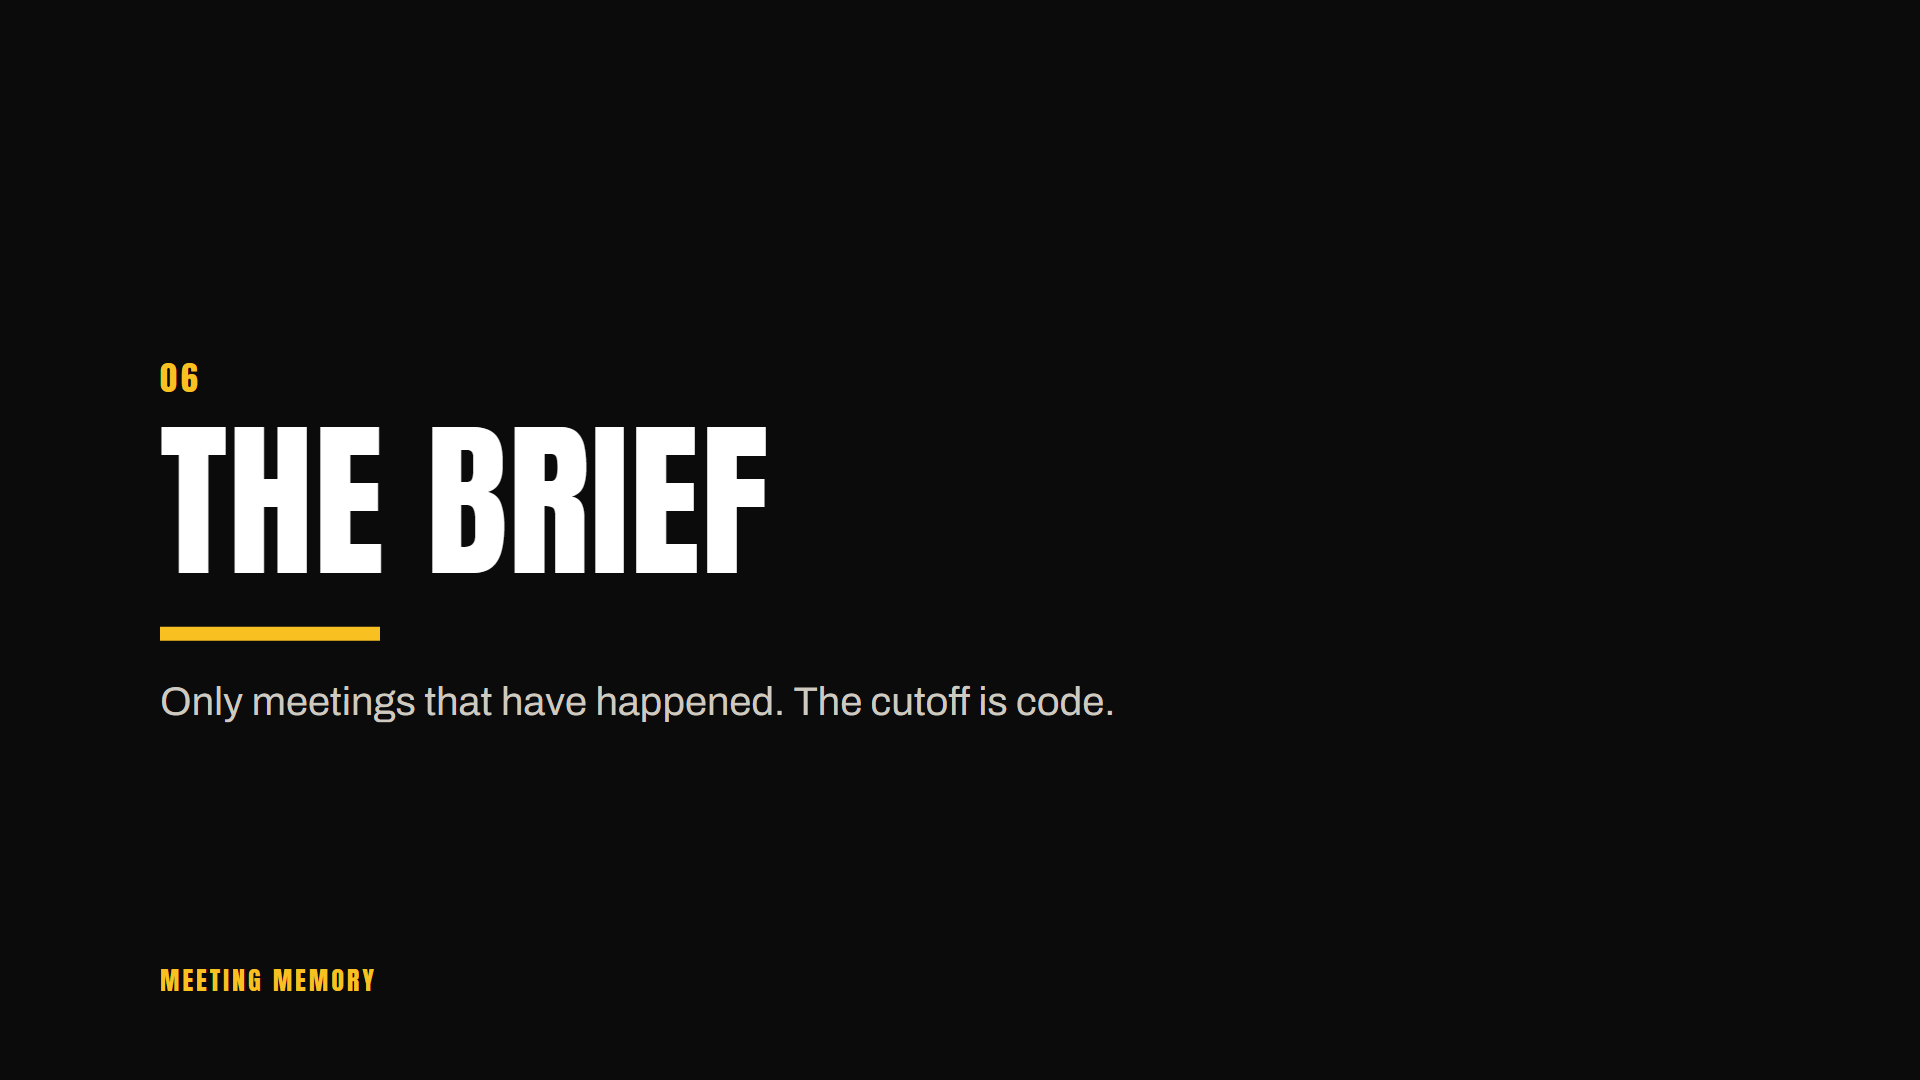 06
THE BRIEF
Only meetings that have happened. The cutoff is code.
MEETING MEMORY